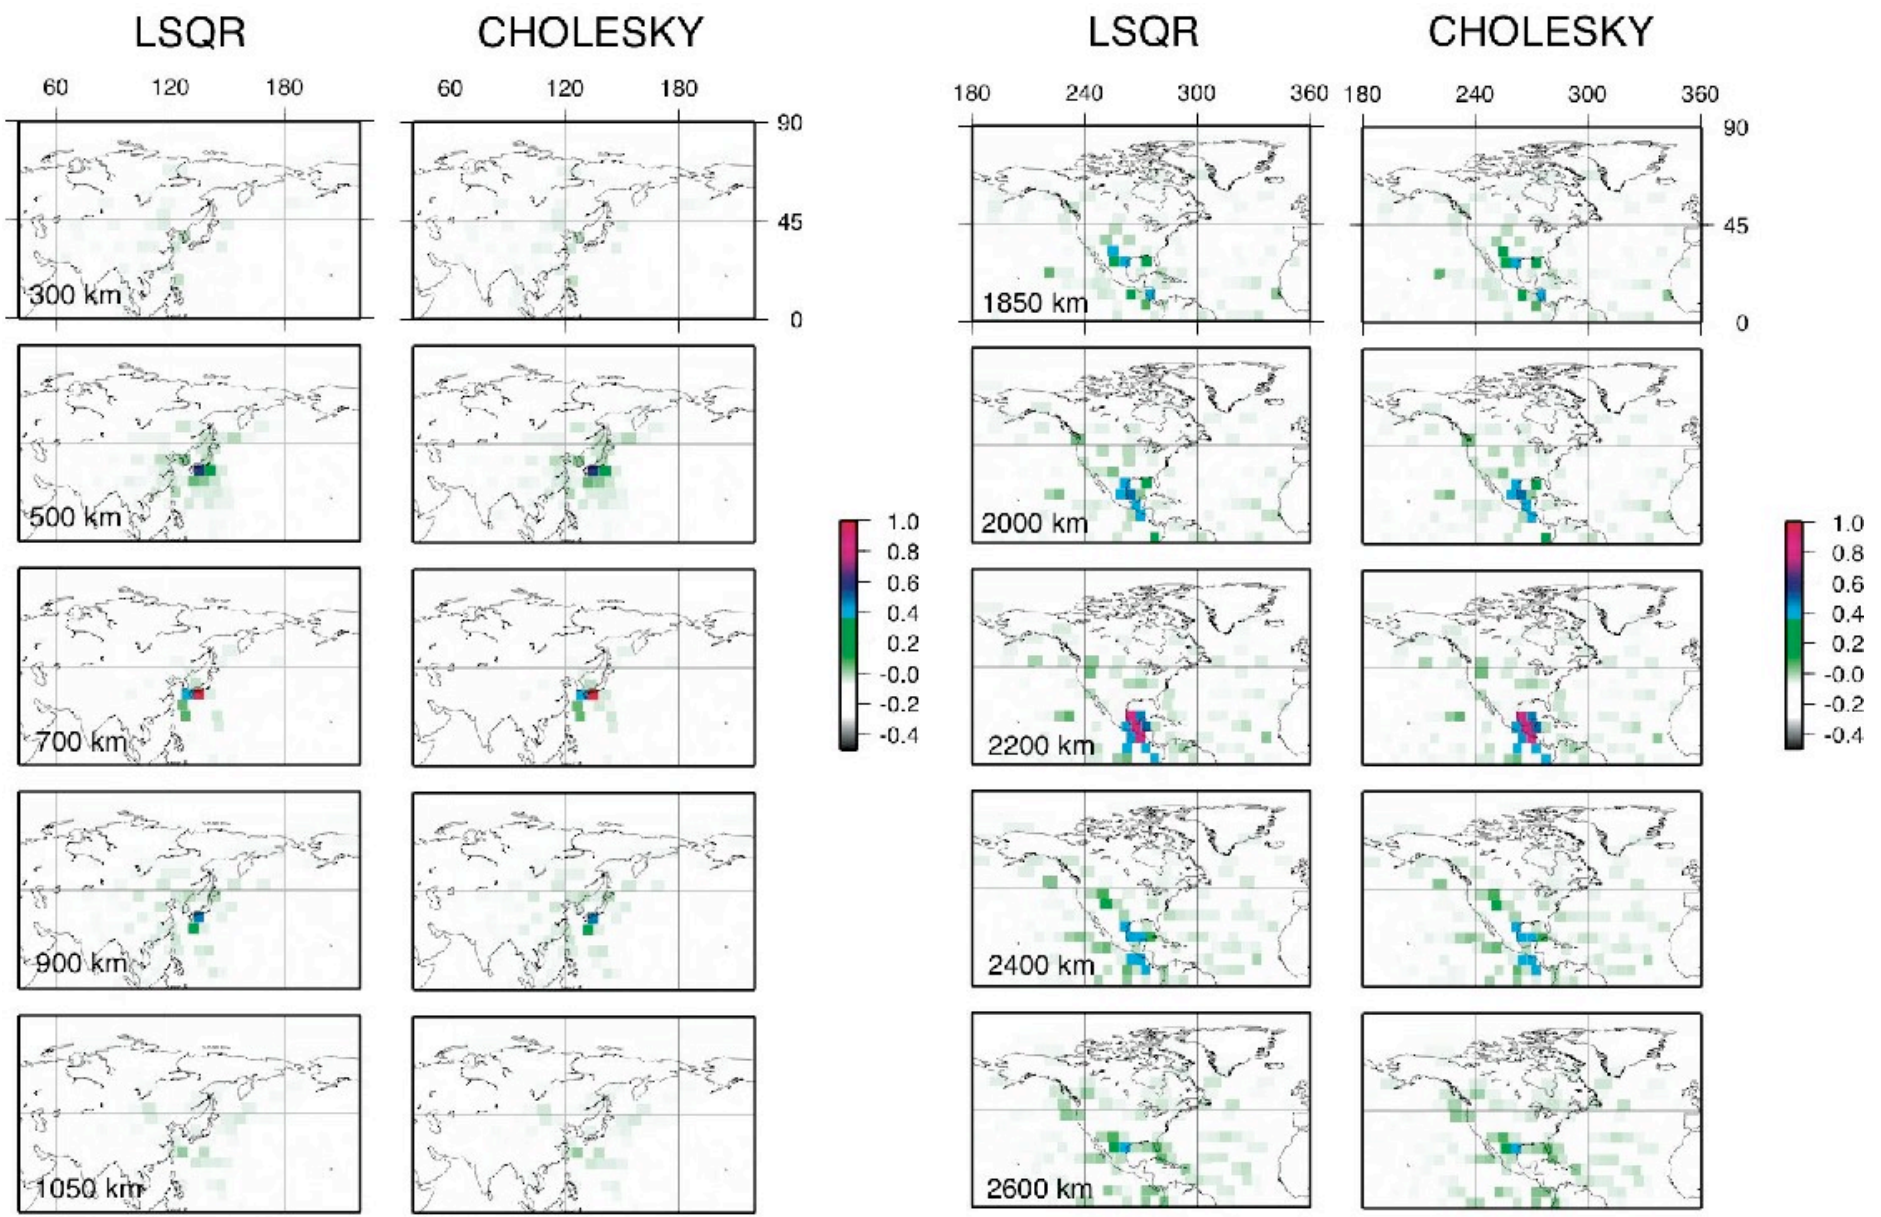 LSQR CHOLESKY LSQR CHOLESKY
60 120 180 60 120 180 180 240 300 360 180 240 300 360
90 90
45 45
300 km 1850 km
0 0
500 km 2000 km
1.0 1.0
0.8 0.8
0.6 0.6
0.4 0.4
0.2 0.2
-0.0 -0.0
-0.2 -0.2
-0.4 -0.4
700 km 2200 km
900 km 2400 km
1050 km 2600 km